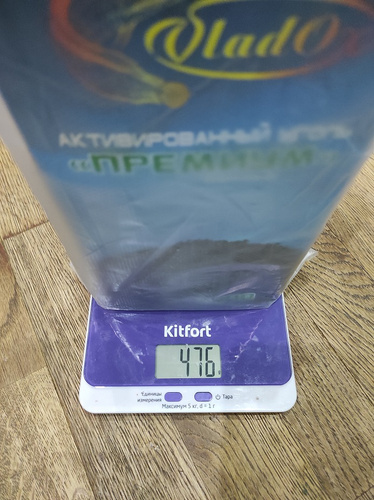 VladOx
АКТИВИРОВАННЫЙ УГОЛЬ
«ПРЕМИУМ»
Kitfort
476
Единицы
измерения
Тара
Максимум 5 кг, d = 1 г